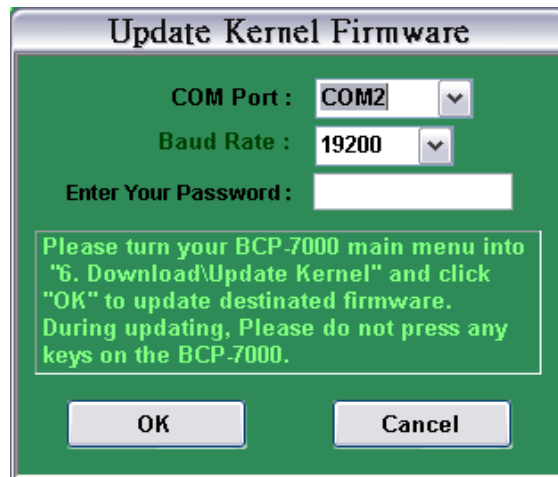 Update Kernel Firmware
COM Port : COM2
Baud Rate : 19200
Enter Your Password :
Please turn your BCP-7000 main menu into
"6. Download\Update Kernel" and click
"OK" to update destinated firmware.
During updating, Please do not press any
keys on the BCP-7000.
OK Cancel